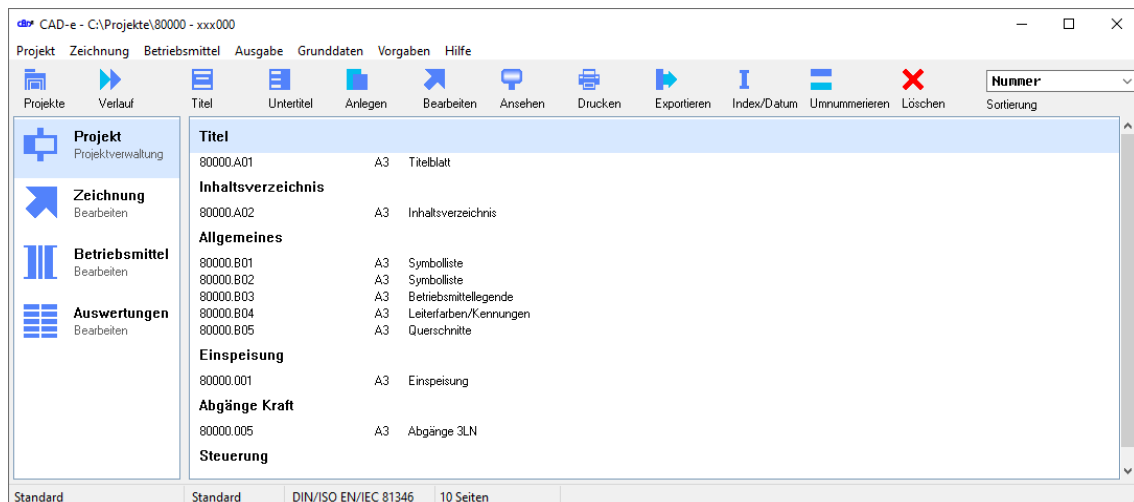 CAD-e - C:\Projekte\80000 - xxx000
Projekt Zeichnung Betriebsmittel Ausgabe Grunddaten Vorgaben Hilfe
Projekte Verlauf Titel Untertitel Anlegen Bearbeiten Ansehen Drucken Exportieren Index/Datum Umnummerieren Löschen
Nummer
Sortierung
Projekt
Projektverwaltung
Zeichnung
Bearbeiten
Betriebsmittel
Bearbeiten
Auswertungen
Bearbeiten
Titel
80000.A01 A3 Titelblatt
Inhaltsverzeichnis
80000.A02 A3 Inhaltsverzeichnis
Allgemeines
80000.B01 A3 Symbolliste
80000.B02 A3 Symbolliste
80000.B03 A3 Betriebsmittellegende
80000.B04 A3 Leiterfarben/Kennungen
80000.B05 A3 Querschnitte
Einspeisung
80000.001 A3 Einspeisung
Abgänge Kraft
80000.005 A3 Abgänge 3LN
Steuerung
Standard Standard DIN/ISO EN/IEC 81346 10 Seiten